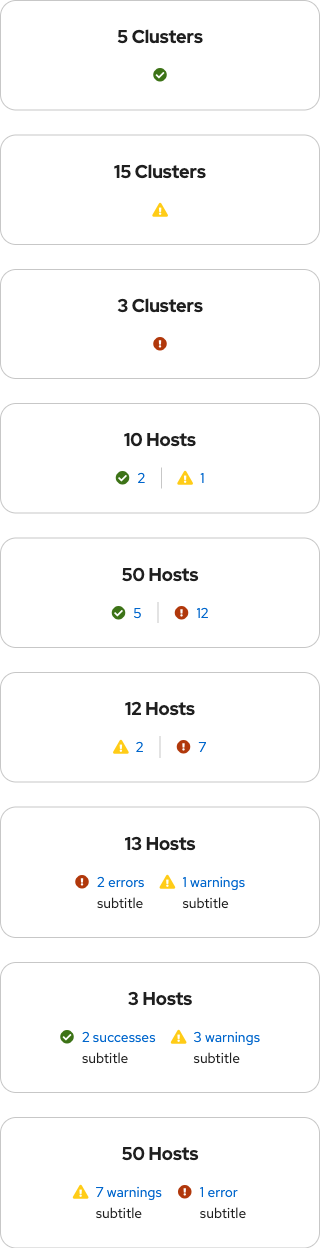 5 Clusters
15 Clusters
3 Clusters
10 Hosts
2 1
50 Hosts
5 12
12 Hosts
2 7
13 Hosts
2 errors 1 warnings
subtitle subtitle
3 Hosts
2 successes 3 warnings
subtitle subtitle
50 Hosts
7 warnings 1 error
subtitle subtitle